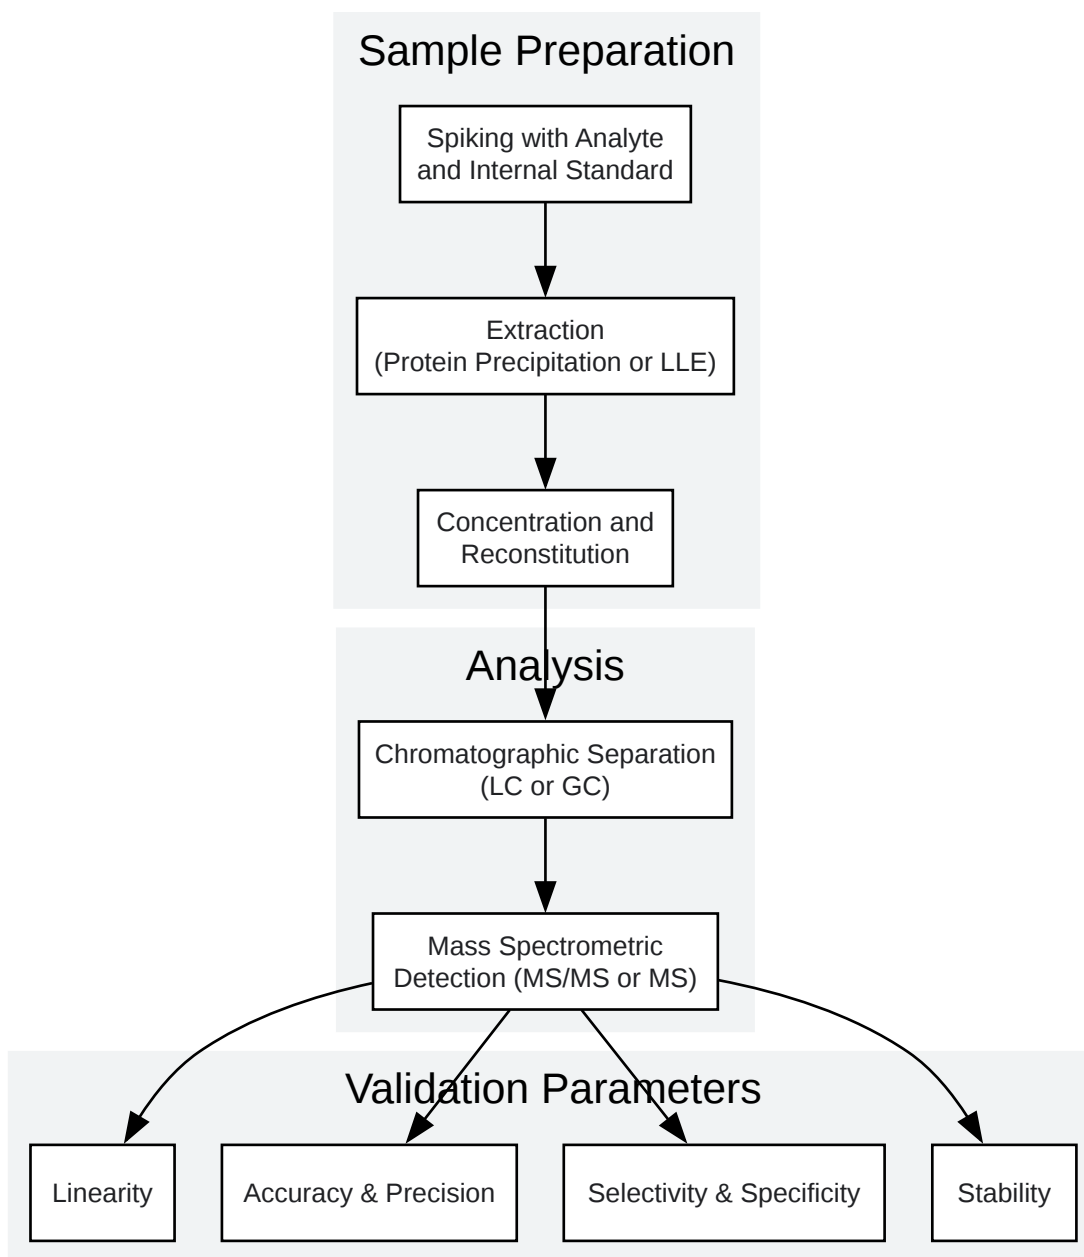 Sample Preparation
Spiking with Analyte
and Internal Standard
Extraction
(Protein Precipitation or LLE)
Concentration and
Reconstitution
Analysis
Chromatographic Separation
(LC or GC)
Mass Spectrometric
Detection (MS/MS or MS)
Validation Parameters
Linearity
Accuracy & Precision
Selectivity & Specificity
Stability